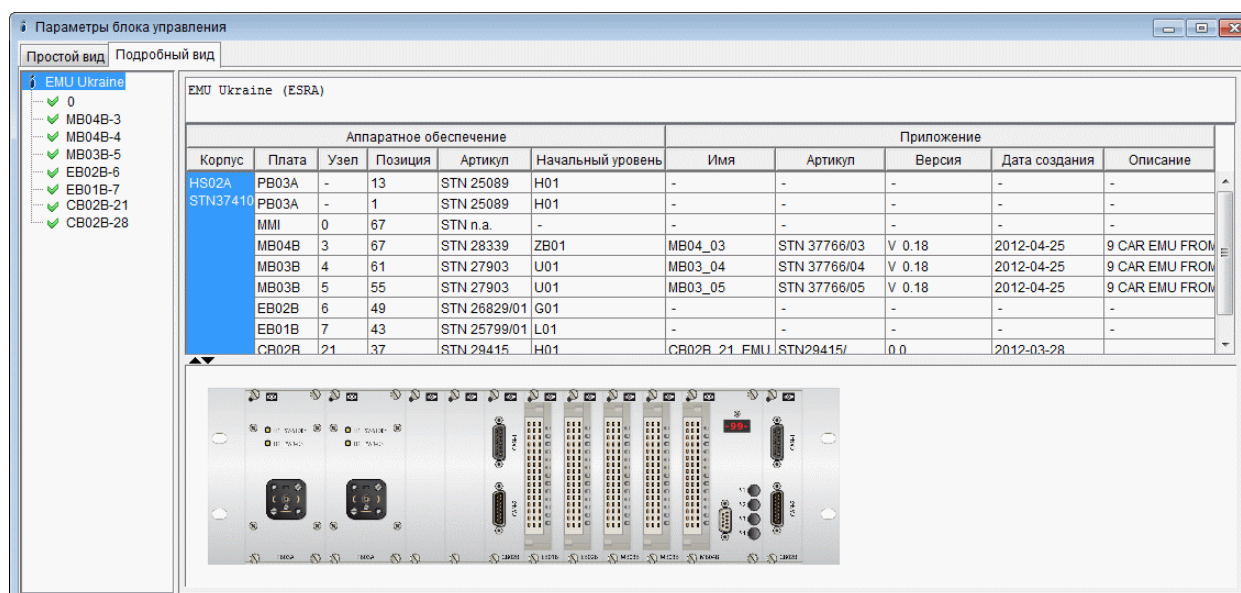 Параметры блока управления
Простой вид Подробный вид
EMU Ukraine
0
MB04B-3
MB04B-4
MB03B-5
EB02B-6
EB01B-7
CB02B-21
CB02B-28
EMU Ukraine (ESRA)
Аппаратное обеспечение Приложение
Корпус Плата Узел Позиция Артикул Начальный уровень Имя Артикул Версия Дата создания Описание
HS02A PB03A - 13 STN 25089 H01 - - - - -
STN37410 PB03A - 1 STN 25089 H01 - - - - -
MMI 0 67 STN n.a. - - - - - -
MB04B 3 67 STN 28339 ZB01 MB04_03 STN 37766/03 V 0.18 2012-04-25 9 CAR EMU FROM
MB03B 4 61 STN 27903 U01 MB03_04 STN 37766/04 V 0.18 2012-04-25 9 CAR EMU FROM
MB03B 5 55 STN 27903 U01 MB03_05 STN 37766/05 V 0.18 2012-04-25 9 CAR EMU FROM
EB02B 6 49 STN 26829/01 G01 - - - - -
EB01B 7 43 STN 25799/01 L01 - - - - -
CB02B 21 37 STN 29415 H01 CB02B_21_EMU STN29415/ 0.0 2012-03-28
-99-